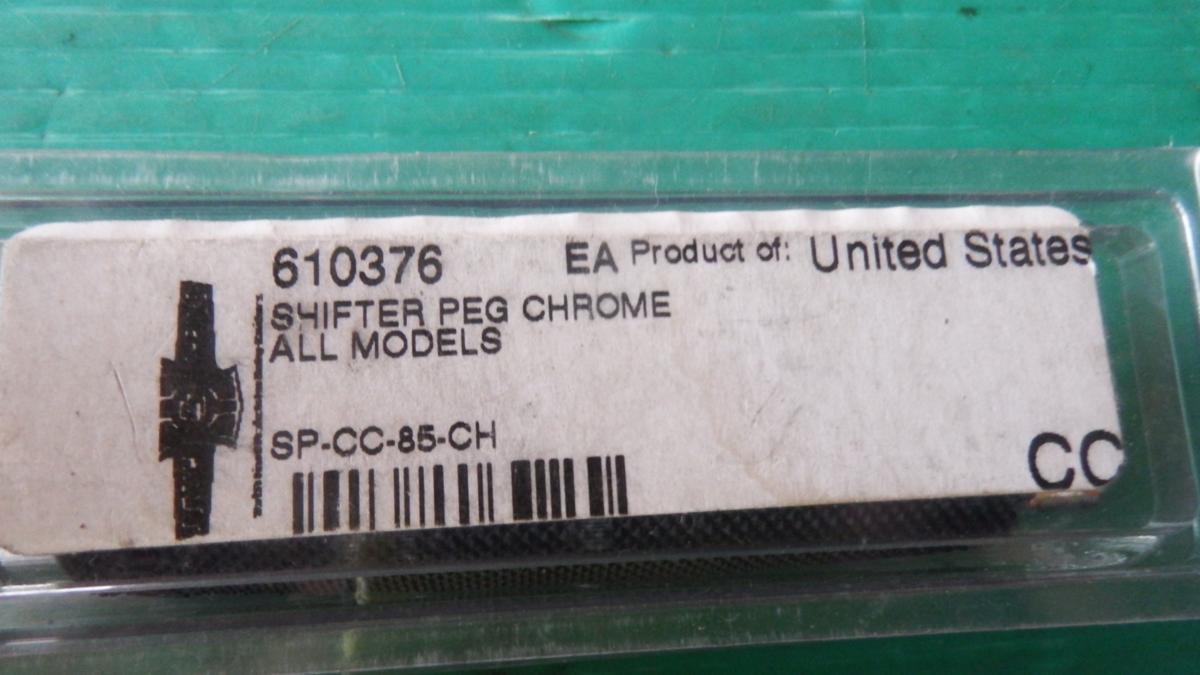 610376 EA Product of: United States
SHIFTER PEG CHROME
ALL MODELS
SP-CC-85-CH
CC